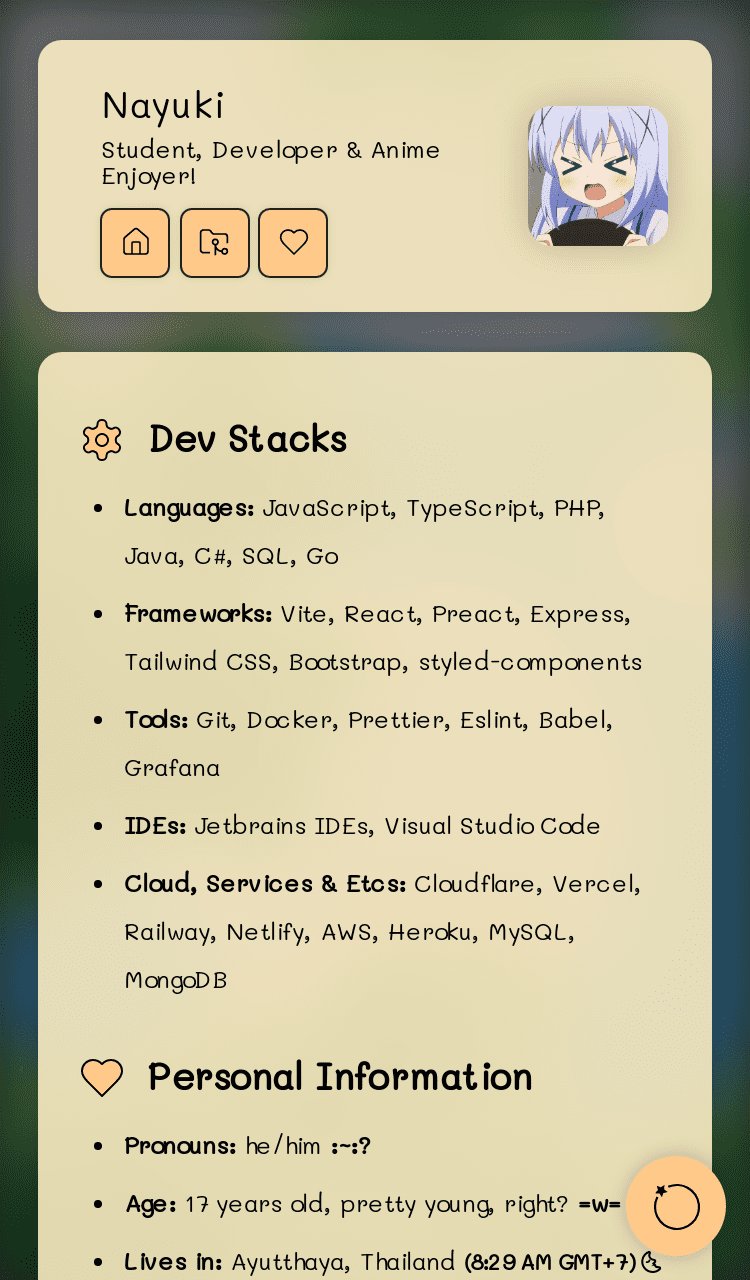 Nayuki
Student, Developer & Anime
Enjoyer!
Dev Stacks
Languages: JavaScript, TypeScript, PHP,
Java, C#, SQL, Go
Frameworks: Vite, React, Preact, Express,
Tailwind CSS, Bootstrap, styled-components
Tools: Git, Docker, Prettier, Eslint, Babel,
Grafana
IDEs: Jetbrains IDEs, Visual Studio Code
Cloud, Services & Etcs: Cloudflare, Vercel,
Railway, Netlify, AWS, Heroku, MySQL,
MongoDB
Personal Information
Pronouns: he/him :~:?
Age: 17 years old, pretty young, right? =w=
Lives in: Ayutthaya, Thailand (8:29 AM GMT+7)